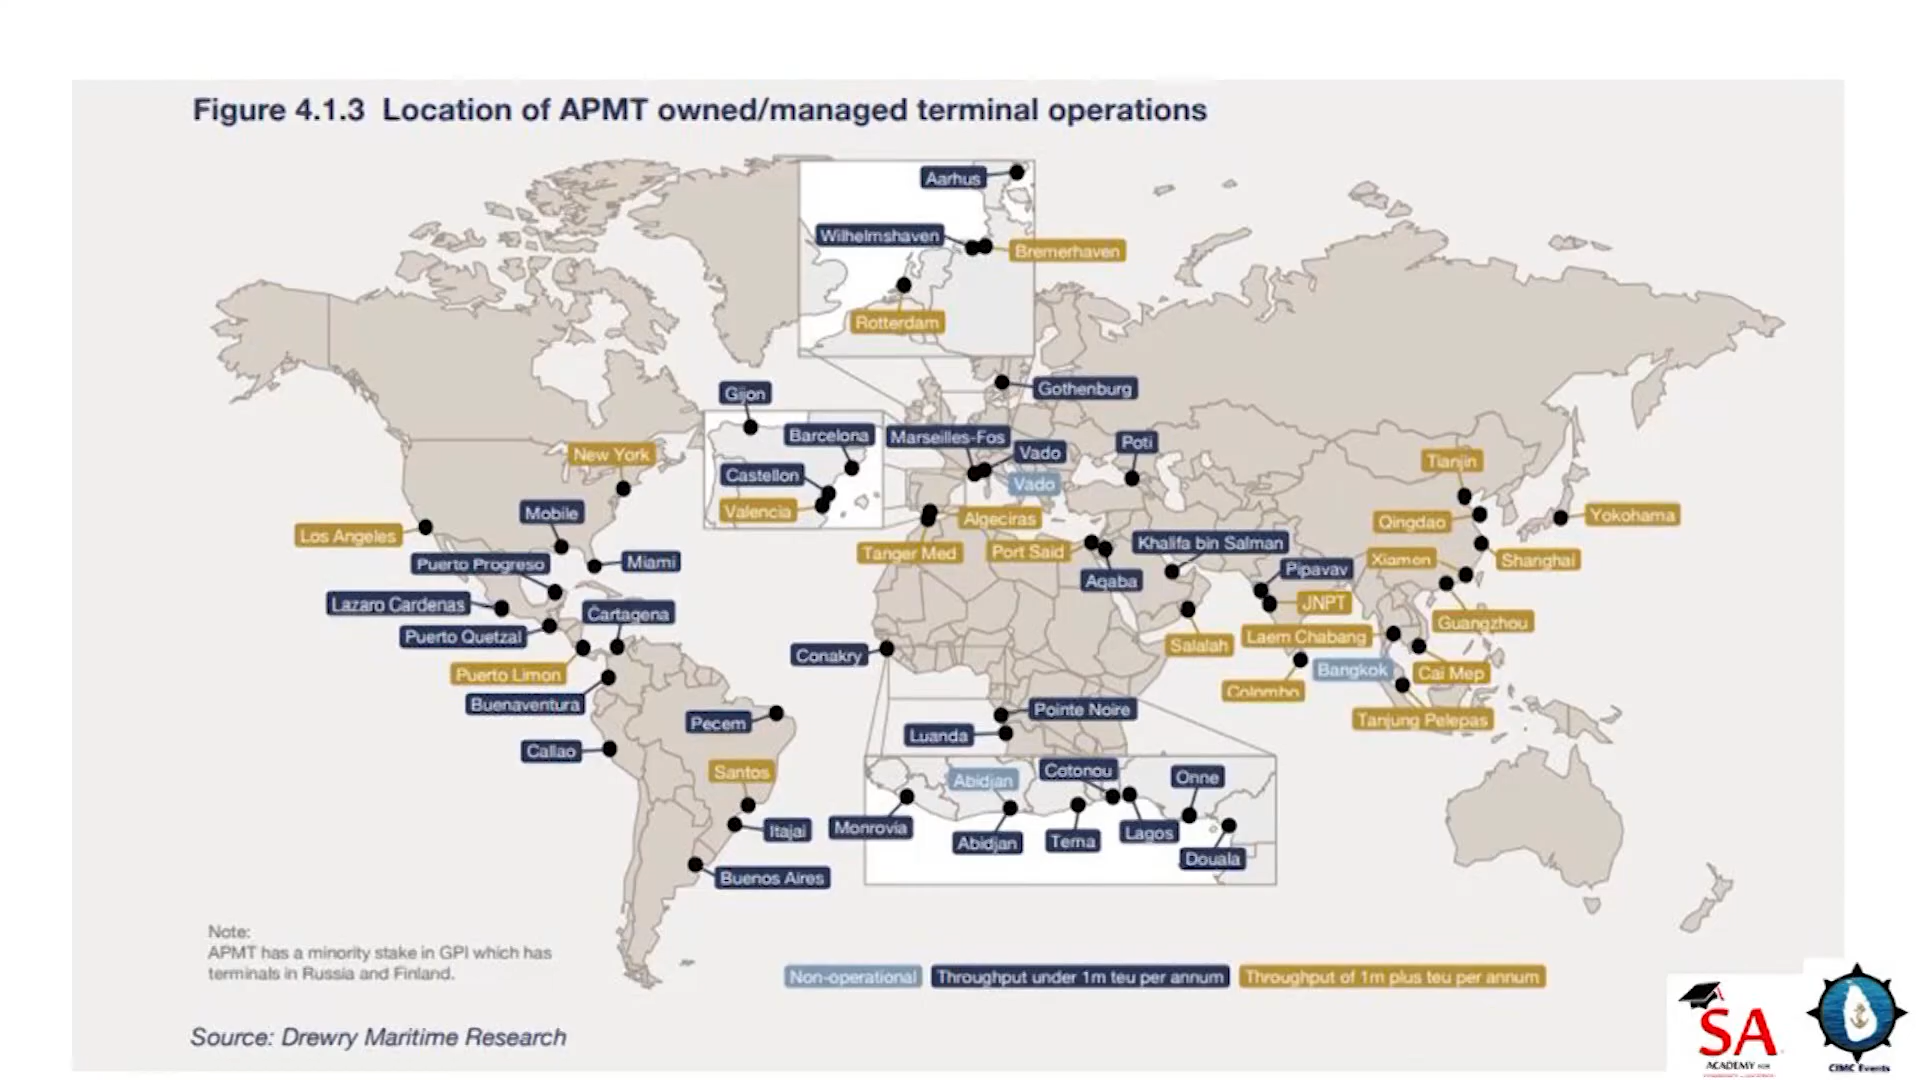 Figure 4.1.3 Location of APMT owned/managed terminal operations
Aarhus
Wilhelmshaven
Bremerhaven
Rotterdam
Gothenburg
Gijon
Barcelona
Marseilles-Fos
Vado
Poti
Castellon
Vado
Valencia
New York
Tianjin
Mobile
Los Angeles
Algeciras
Qingdao
Yokohama
Puerto Progreso
Miami
Tanger Med
Port Said
Khalifa bin Salman
Xiamen
Shanghai
Aqaba
Pipavav
Lazaro Cardenas
Cartagena
JNPT
Puerto Quetzal
Guangzhou
Conakry
Salalah
Laem Chabang
Puerto Limon
Bangkok
Cai Mep
Colombo
Buenaventura
Pecem
Pointe Noire
Tanjung Pelepas
Luanda
Callao
Santos
Abidjan
Cotonou
Onne
Itajai
Monrovia
Abidjan
Tema
Lagos
Douala
Buenos Aires
Note:
APMT has a minority stake in GPI which has
terminals in Russia and Finland.
Non-operational
Throughput under 1m teu per annum
Throughput of 1m plus teu per annum
Source: Drewry Maritime Research
SA
ACADEMY FOR
CIMC Events